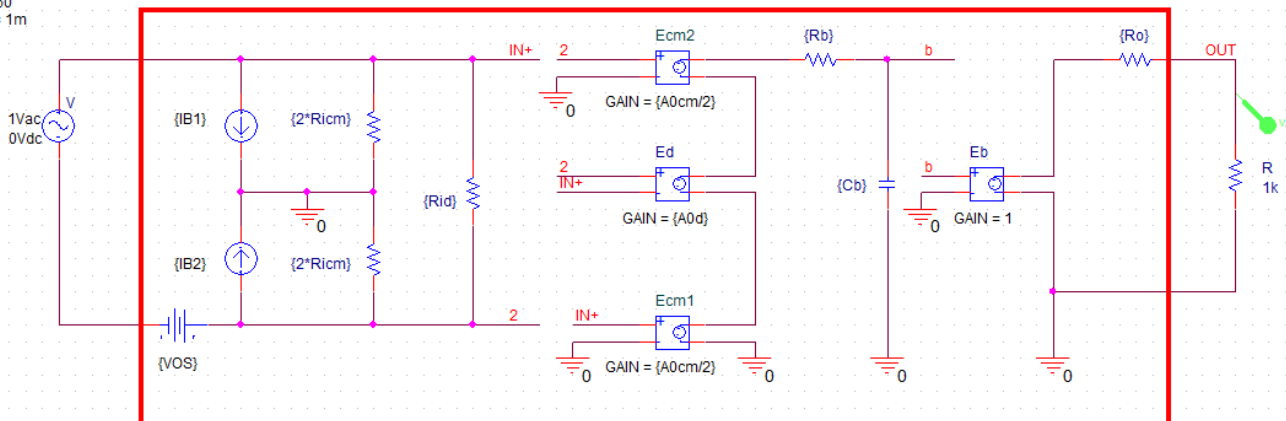 = 1m
1Vac
0Vdc
V
{IB1}
{2*Ricm}
0
{Rid}
{IB2}
{2*Ricm}
{VOS}
IN+
2
2
Ecm2
0
GAIN = {A0cm/2}
Ed
2
IN+
GAIN = {A0d}
Ecm1
IN+
0
GAIN = {A0cm/2}
0
{Rb}
b
{Cb}
0
Eb
b
0
GAIN = 1
{Ro}
0
OUT
R
1k